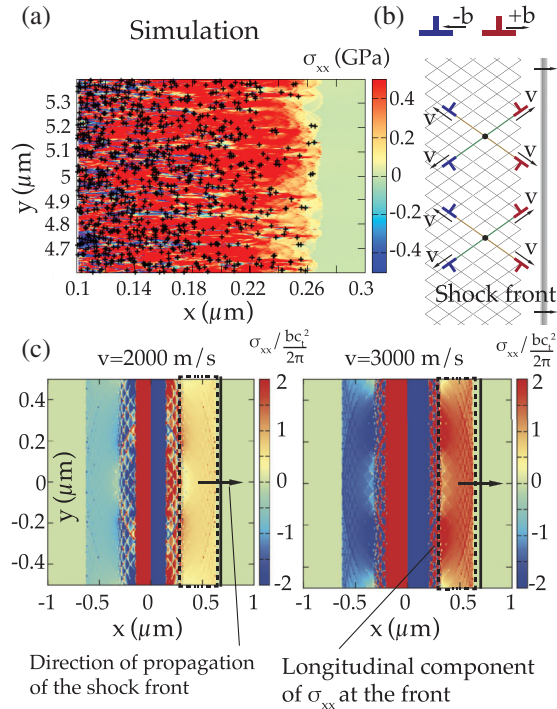 (a)
Simulation
σxx (GPa)
5.3
5.2
5.1
5
4.9
4.8
4.7
y (μm)
0.4
0.2
0
-0.2
-0.4
0.1
0.14
0.18
0.22
0.26
0.3
x (μm)
(b)
-b
+b
v
v
v
v
v
v
v
v
Shock front
(c)
v=2000 m/s
σxx / bcₜ²/2π
0.4
0.2
0
-0.2
-0.4
y (μm)
2
1
0
-1
-2
-1
-0.5
0
0.5
1
x (μm)
v=3000 m/s
σxx / bcₜ²/2π
2
1
0
-1
-2
-1
-0.5
0
0.5
1
x (μm)
Direction of propagation
of the shock front
Longitudinal component
of σxx at the front